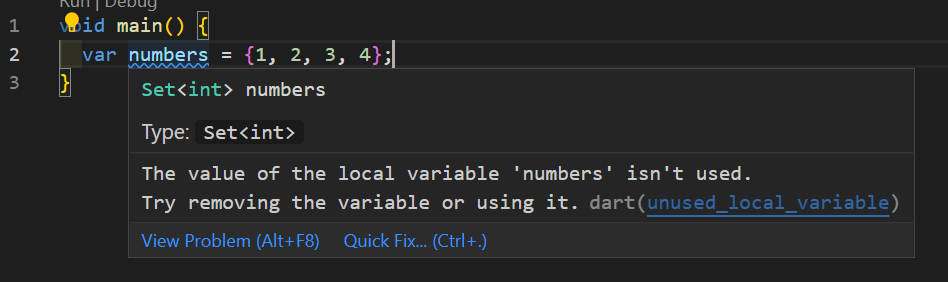 Run | Debug
1 void main() {
2 var numbers = {1, 2, 3, 4};
3 }
Set<int> numbers
Type: Set<int>
The value of the local variable 'numbers' isn't used.
Try removing the variable or using it. dart(unused_local_variable)
View Problem (Alt+F8) Quick Fix... (Ctrl+.)